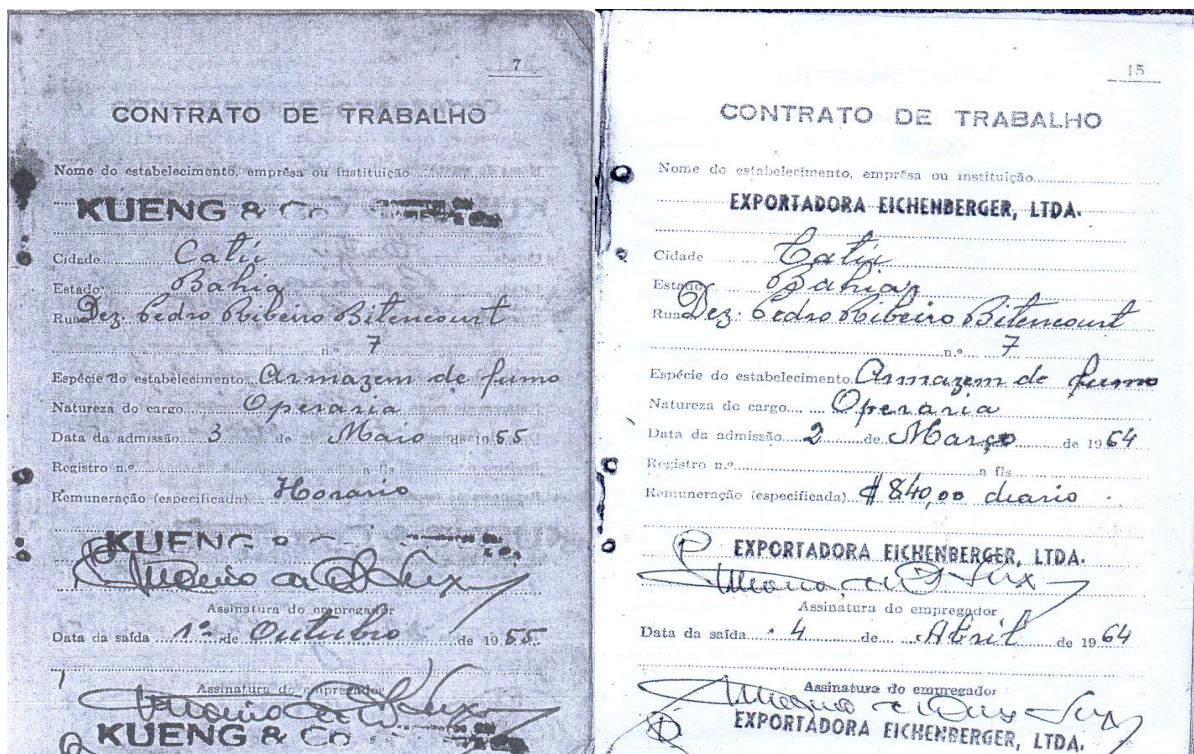 7
CONTRATO DE TRABALHO
Nome do estabelecimento, emprêsa ou instituição
KUENG & Co
Cidade Catú
Estado Bahia
Rua Dez. Pedro Ribeiro Bitencourt
n.º 7
Espécie do estabelecimento Armazem de fumo
Natureza do cargo Operaria
Data da admissão 3 de Maio de 1955
Registro n.º a fls
Remuneração (especificada) Horario
KUENG & Co
Assinatura do empregador
Data da saída 1º de Outubro de 1955
Assinatura do empregador
KUENG & Co
15
CONTRATO DE TRABALHO
Nome do estabelecimento, emprêsa ou instituição
EXPORTADORA EICHENBERGER, LTDA.
Cidade Catú
Estado Bahia
Rua Dez. Pedro Ribeiro Bitencourt
n.º 7
Espécie do estabelecimento Armazem de fumo
Natureza do cargo Operaria
Data da admissão 2 de Março de 1964
Registro n.º a fls
Remuneração (especificada) $840,00 diario.
EXPORTADORA EICHENBERGER, LTDA.
Assinatura do empregador
Data da saída 4 de Abril de 1964
Assinatura do empregador
EXPORTADORA EICHENBERGER, LTDA.